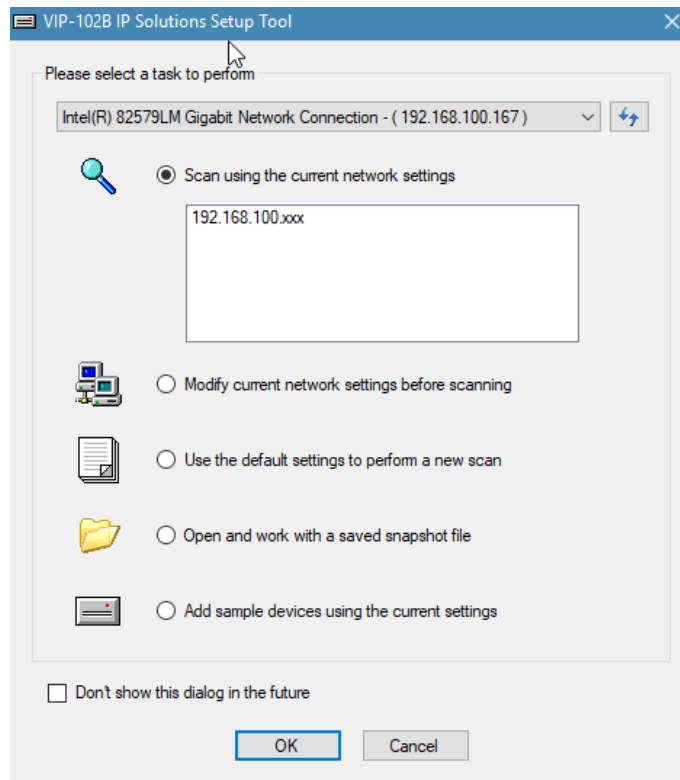 VIP-102B IP Solutions Setup Tool
Please select a task to perform
Intel(R) 82579LM Gigabit Network Connection - ( 192.168.100.167 )
Scan using the current network settings
192.168.100.xxx
Modify current network settings before scanning
Use the default settings to perform a new scan
Open and work with a saved snapshot file
Add sample devices using the current settings
Don't show this dialog in the future
OK Cancel